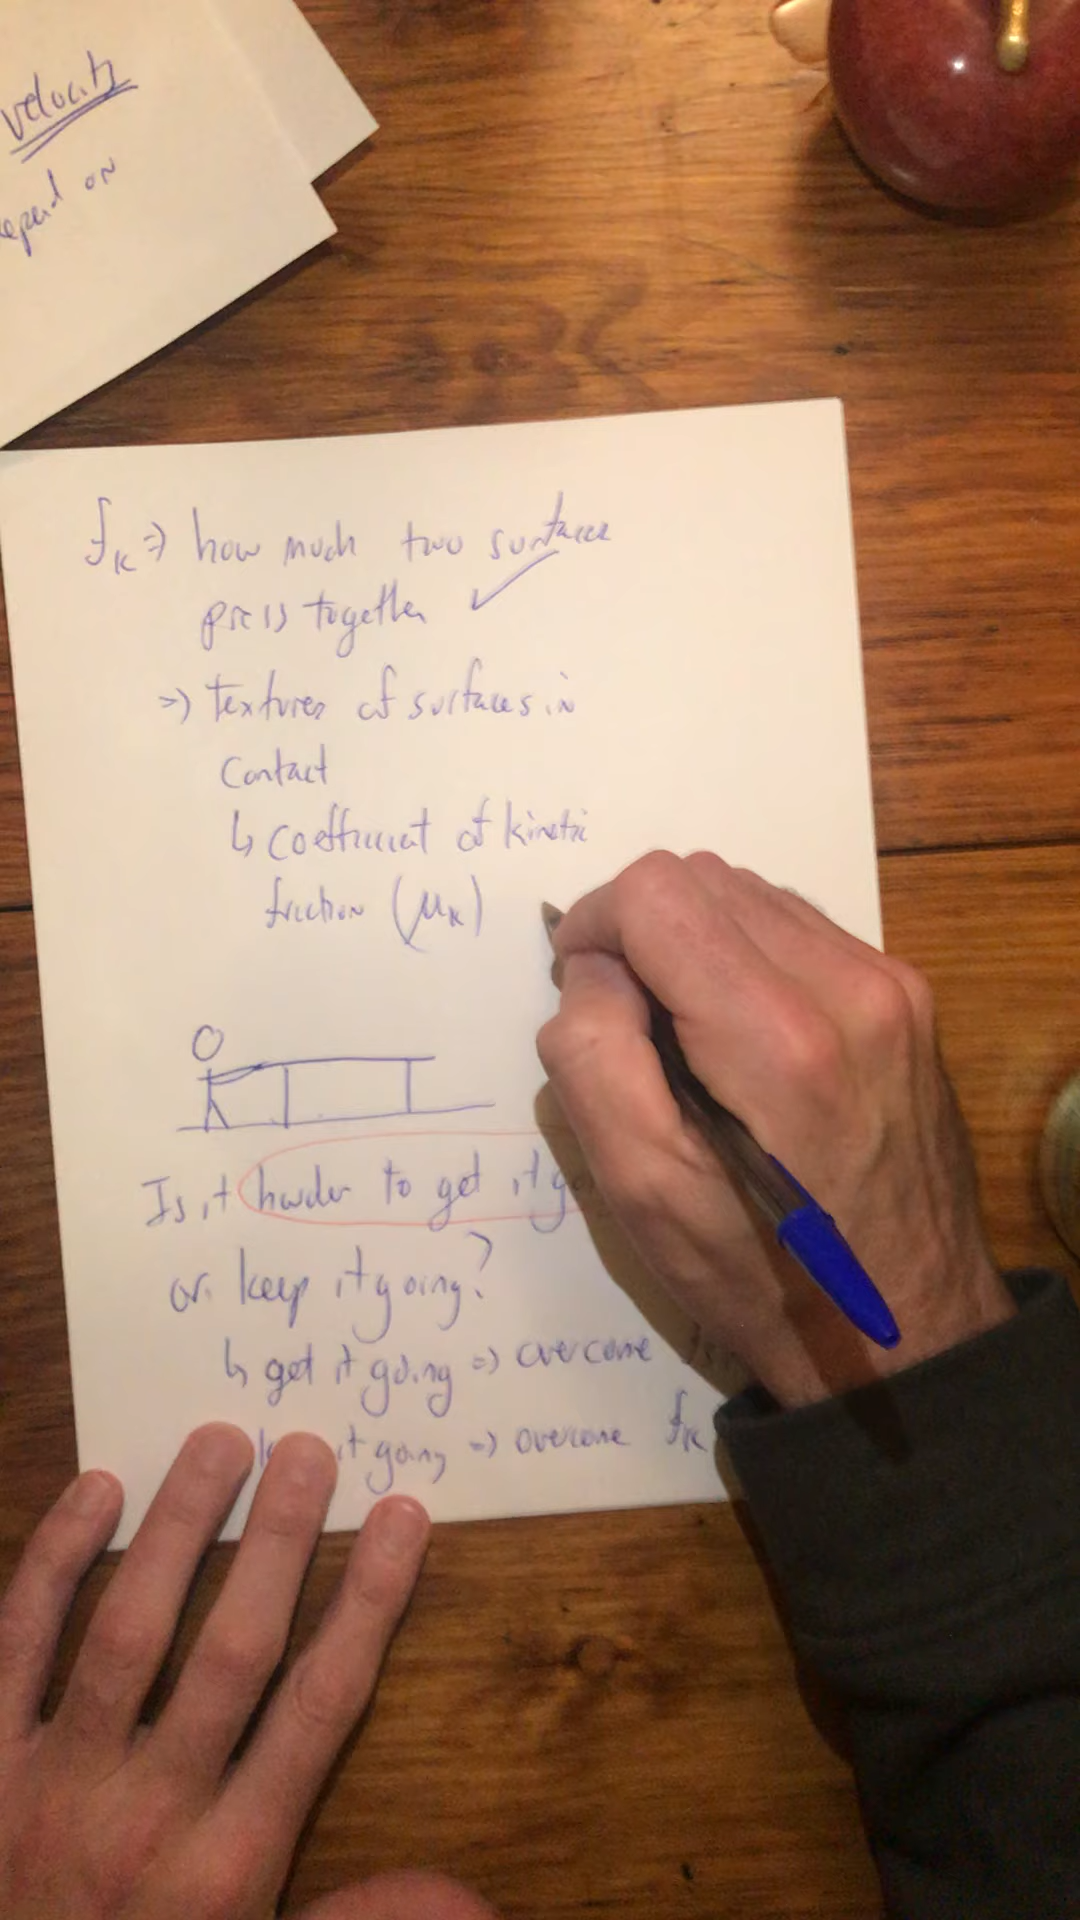 velocity
depend on
fk => how much two surfaces
press together ✓
=> textures of surfaces in
contact
↳ coefficient of kinetic
friction (μk)
Is it harder to get it
or keep it going?
↳ get it going => overcome
it going => overcome fk